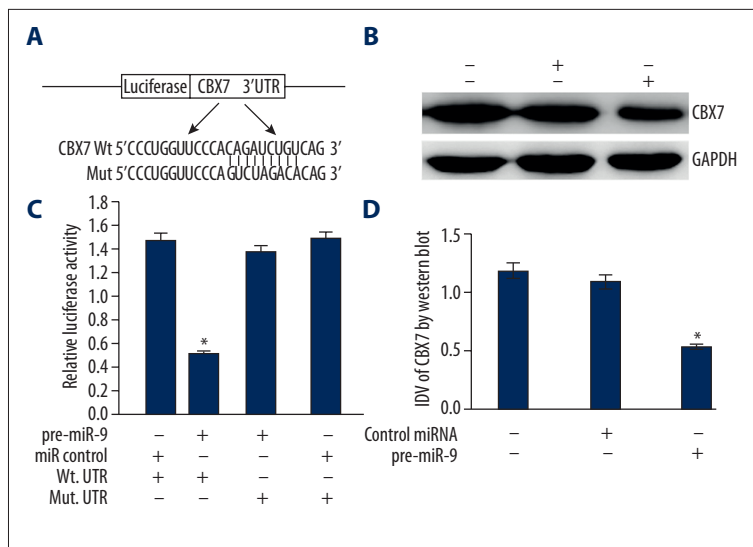 A
Luciferase CBX7 3'UTR
CBX7 Wt 5'CCCUGGUUCCCACAGAUCUGUCAG 3'
Mut 5'CCCUGGUUCCCAGUCUAGACACAG 3'
B
– + –
– – +
CBX7
GAPDH
C
Relative luciferase activity
1.8
1.6
1.4
1.2
1.0
0.8
0.6
0.4
0.2
0.0
*
pre-miR-9 – + + –
miR control + – – +
Wt. UTR + + – –
Mut. UTR – – + +
D
IDV of CBX7 by western blot
1.5
1.0
0.5
0.0
*
Control miRNA – + –
pre-miR-9 – – +